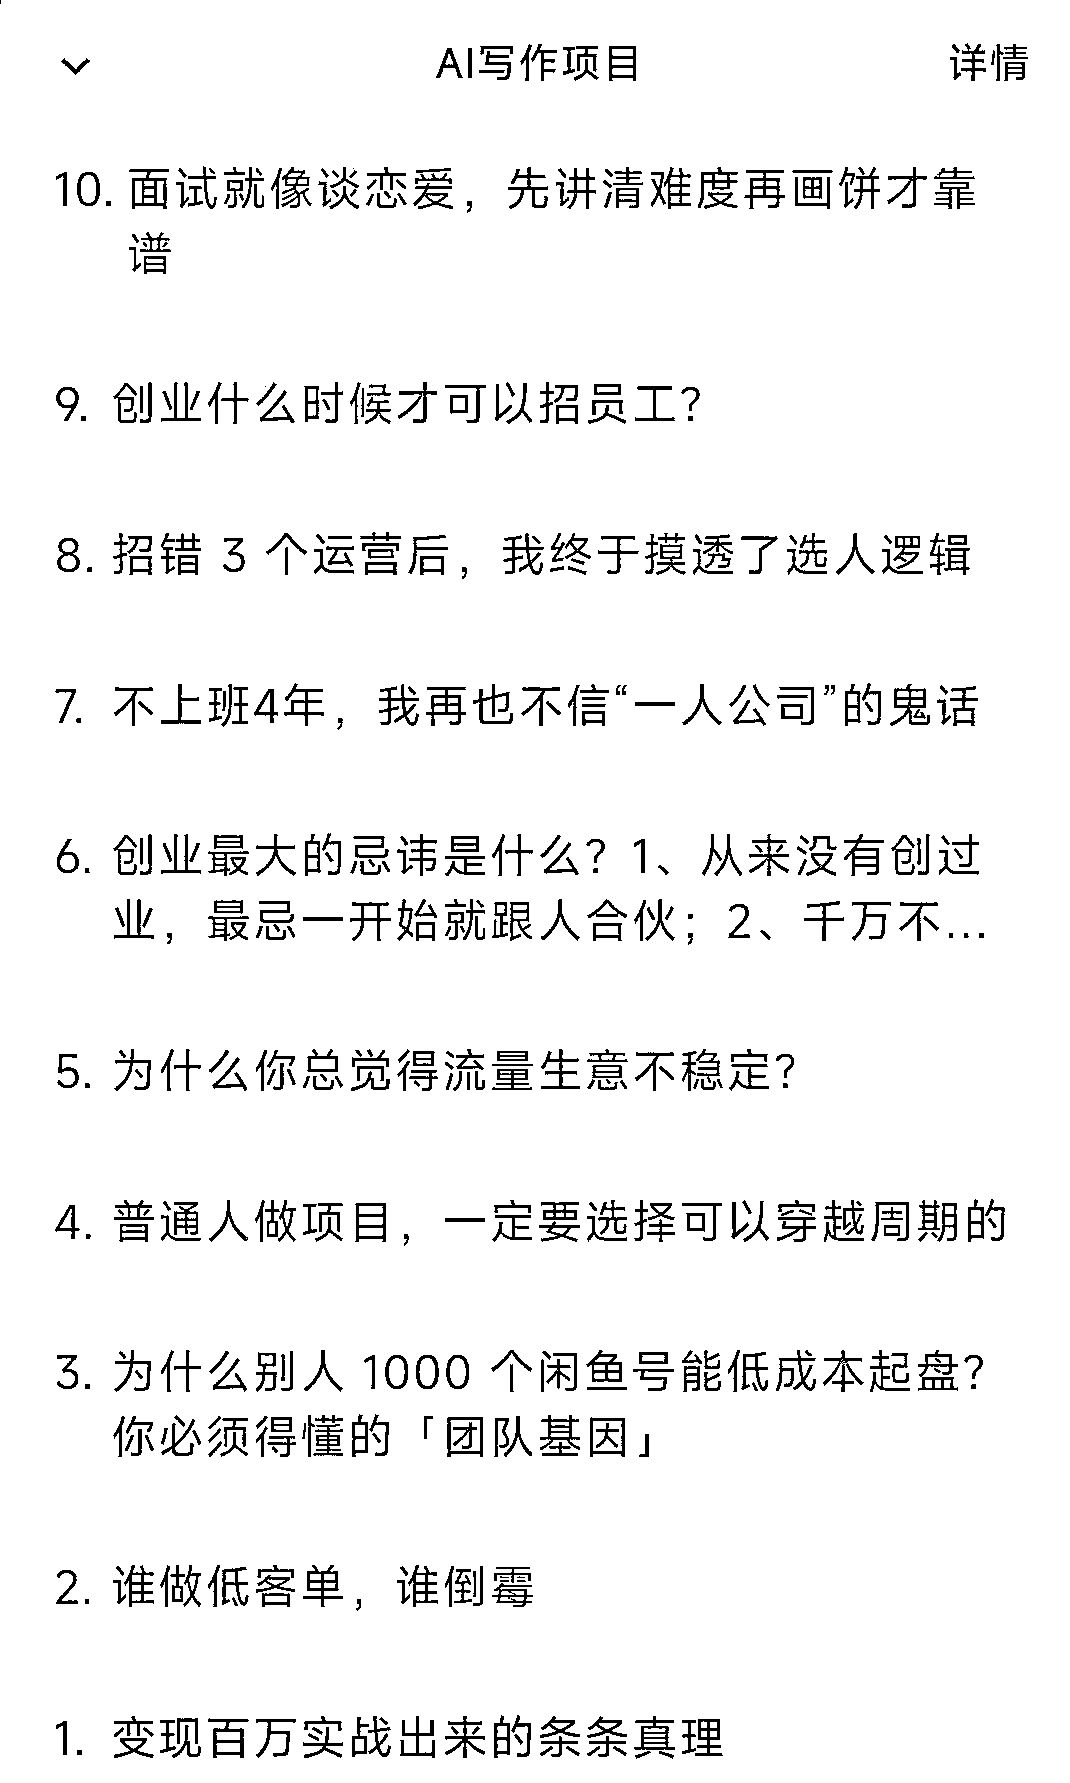 AI写作项目
详情
10. 面试就像谈恋爱，先讲清难度再画饼才靠
谱
9. 创业什么时候才可以招员工？
8. 招错 3 个运营后，我终于摸透了选人逻辑
7. 不上班4年，我再也不信“一人公司”的鬼话
6. 创业最大的忌讳是什么？1、从来没有创过
业，最忌一开始就跟人合伙；2、千万不...
5. 为什么你总觉得流量生意不稳定？
4. 普通人做项目，一定要选择可以穿越周期的
3. 为什么别人 1000 个闲鱼号能低成本起盘？
你必须得懂的「团队基因」
2. 谁做低客单，谁倒霉
1. 变现百万实战出来的条条真理